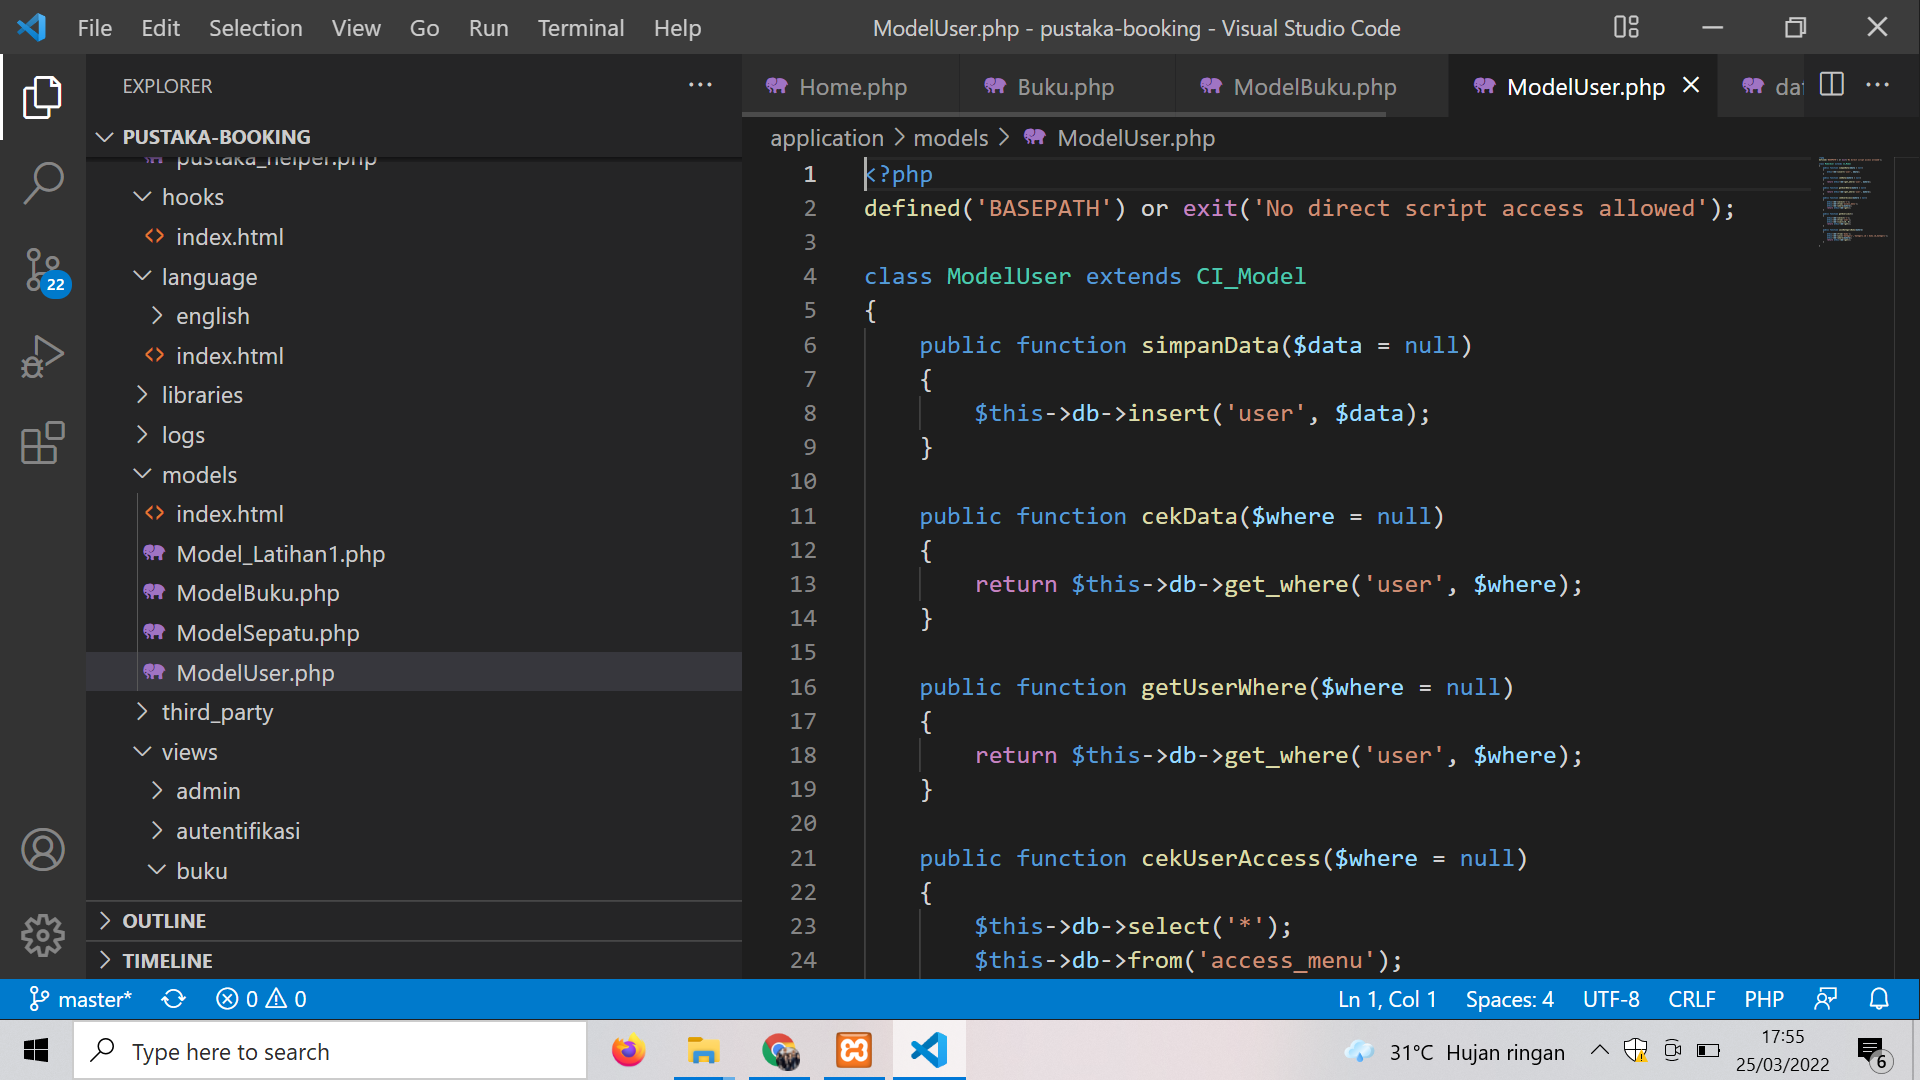 File Edit Selection View Go Run Terminal Help
ModelUser.php - pustaka-booking - Visual Studio Code
EXPLORER
PUSTAKA-BOOKING
pustaka_helper.php
hooks
index.html
language
english
index.html
libraries
logs
models
index.html
Model_Latihan1.php
ModelBuku.php
ModelSepatu.php
ModelUser.php
third_party
views
admin
autentifikasi
buku
OUTLINE
TIMELINE
22
Home.php Buku.php ModelBuku.php ModelUser.php
application > models > ModelUser.php
1 <?php
2 defined('BASEPATH') or exit('No direct script access allowed');
3
4 class ModelUser extends CI_Model
5 {
6 public function simpanData($data = null)
7 {
8 $this->db->insert('user', $data);
9 }
10
11 public function cekData($where = null)
12 {
13 return $this->db->get_where('user', $where);
14 }
15
16 public function getUserWhere($where = null)
17 {
18 return $this->db->get_where('user', $where);
19 }
20
21 public function cekUserAccess($where = null)
22 {
23 $this->db->select('*');
24 $this->db->from('access_menu');
master* 0 0
Ln 1, Col 1 Spaces: 4 UTF-8 CRLF PHP
Type here to search
31°C Hujan ringan
17:55
25/03/2022
6